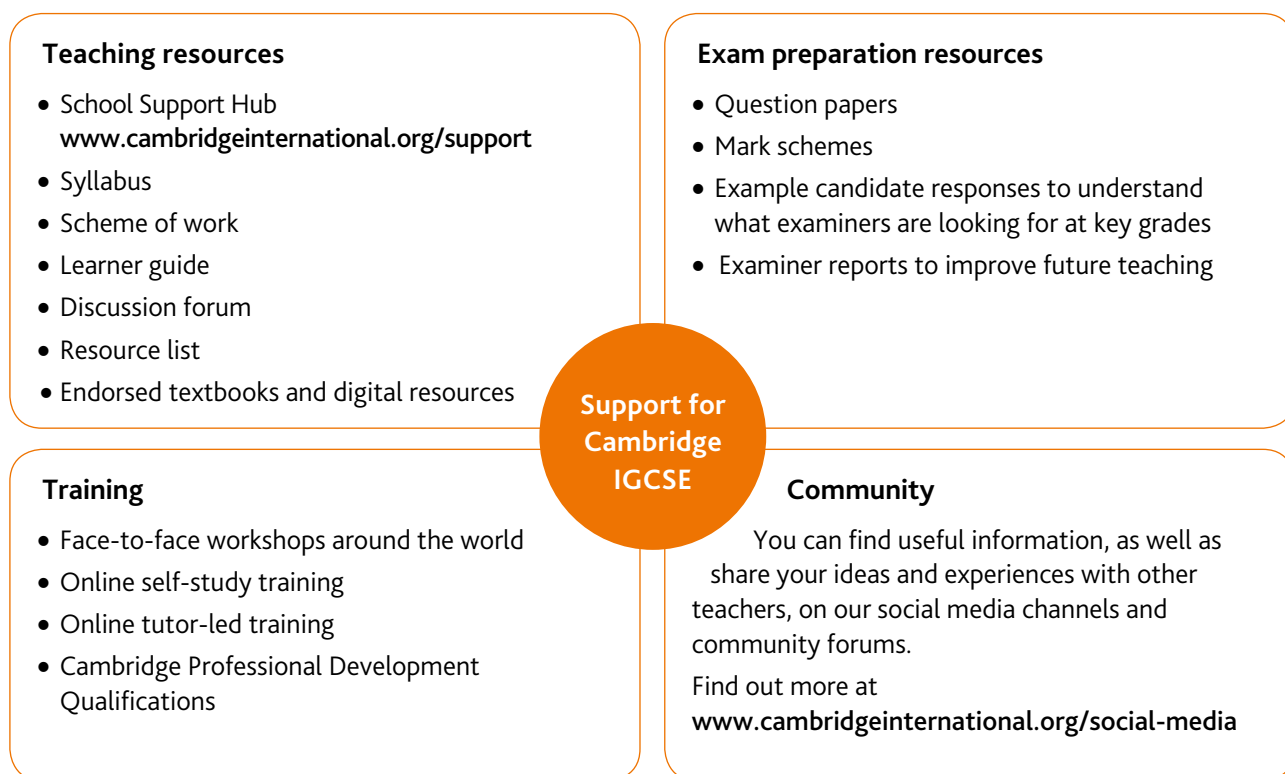 Teaching resources
• School Support Hub
www.cambridgeinternational.org/support
• Syllabus
• Scheme of work
• Learner guide
• Discussion forum
• Resource list
• Endorsed textbooks and digital resources
Exam preparation resources
• Question papers
• Mark schemes
• Example candidate responses to understand
what examiners are looking for at key grades
• Examiner reports to improve future teaching
Support for
Cambridge
IGCSE
Training
• Face-to-face workshops around the world
• Online self-study training
• Online tutor-led training
• Cambridge Professional Development
Qualifications
Community
You can find useful information, as well as
share your ideas and experiences with other
teachers, on our social media channels and
community forums.
Find out more at
www.cambridgeinternational.org/social-media